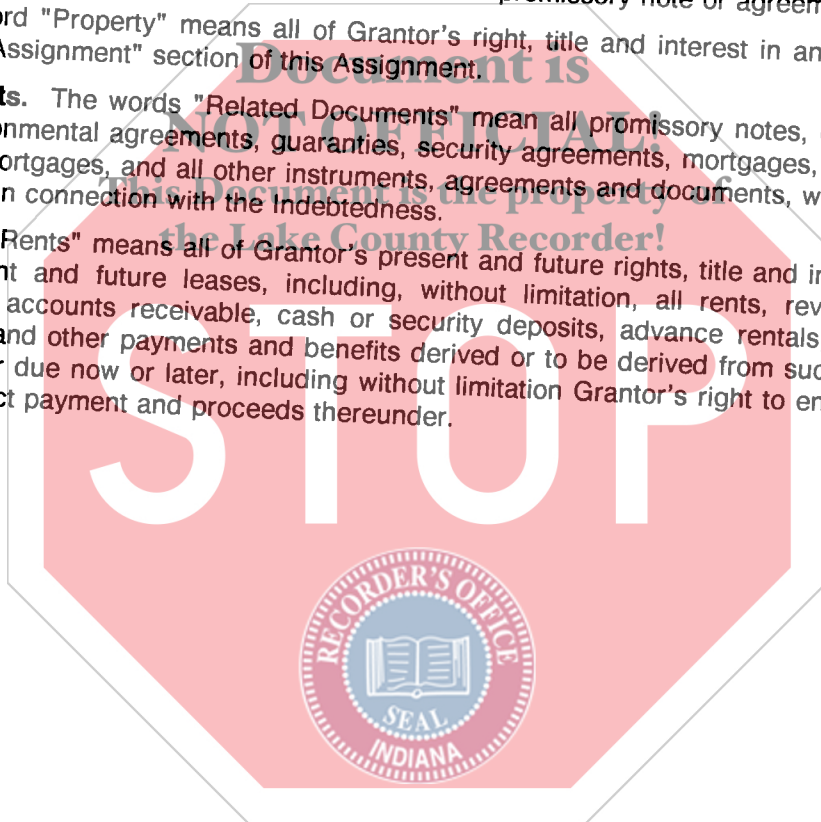 promissory note or agreem
ord "Property" means all of Grantor's right, title and interest in an
Assignment" section of this Assignment.
ts. The words "Related Documents" mean all promissory notes,
onmental agreements, guaranties, security agreements, mortgages,
ortgages, and all other instruments, agreements and documents, w
n connection with the Indebtedness.
Rents" means all of Grantor's present and future rights, title and in
nt and future leases, including, without limitation, all rents, rev
accounts receivable, cash or security deposits, advance rentals
and other payments and benefits derived or to be derived from suc
r due now or later, including without limitation Grantor's right to en
ct payment and proceeds thereunder.
Document is
NOT OFFICIAL!
This Document is the property of
the Lake County Recorder!
STOP
RECORDER'S OFFICE
SEAL
INDIANA